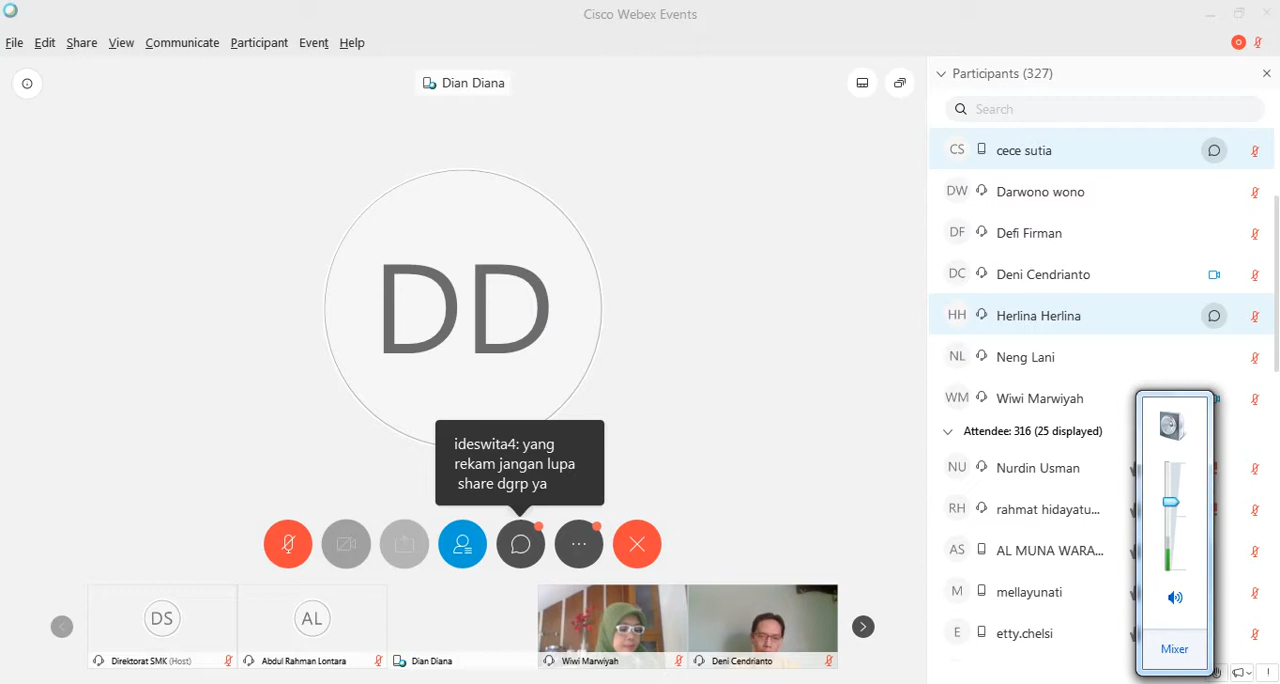 Cisco Webex Events
File Edit Share View Communicate Participant Event Help
Dian Diana
Participants (327)
Search
CS cece sutia
DW Darwono wono
DF Defi Firman
DC Deni Cendrianto
HH Herlina Herlina
NL Neng Lani
WM Wiwi Marwiyah
Attendee: 316 (25 displayed)
NU Nurdin Usman
RH rahmat hidayatu...
AS AL MUNA WARA...
M mellayunati
E etty.chelsi
Mixer
DD
ideswita4: yang
rekam jangan lupa
share dgrp ya
DS
AL
Direktorat SMK (Host)
Abdul Rahman Lontara
Dian Diana
Wiwi Marwiyah
Deni Cendrianto